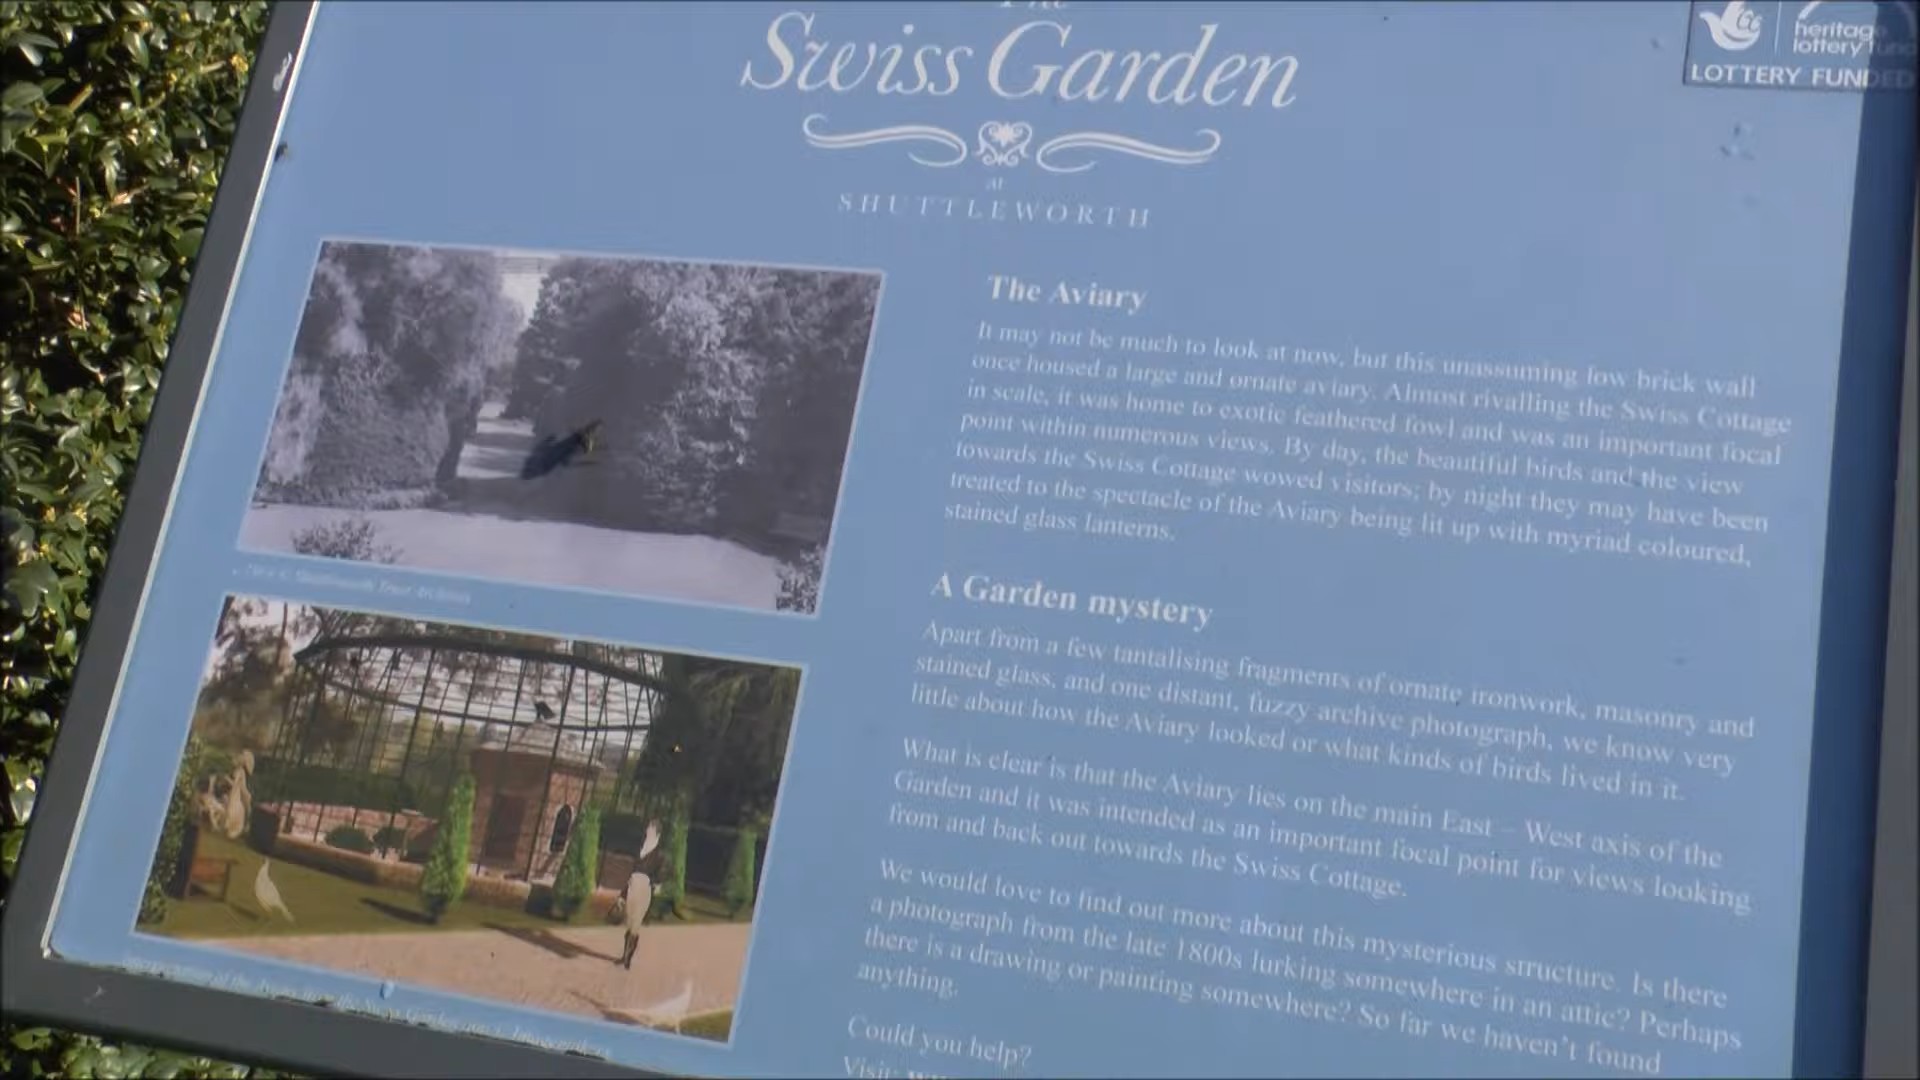 The
Swiss Garden
at
SHUTTLEWORTH
heritage
lottery fund
LOTTERY FUNDED
The Aviary
It may not be much to look at now, but this unassuming low brick wall
once housed a large and ornate aviary. Almost rivalling the Swiss Cottage
in scale, it was home to exotic feathered fowl and was an important focal
point within numerous views. By day, the beautiful birds and the view
towards the Swiss Cottage wowed visitors; by night they may have been
treated to the spectacle of the Aviary being lit up with myriad coloured,
stained glass lanterns.
A Garden mystery
Apart from a few tantalising fragments of ornate ironwork, masonry and
stained glass, and one distant, fuzzy archive photograph, we know very
little about how the Aviary looked or what kinds of birds lived in it.
What is clear is that the Aviary lies on the main East – West axis of the
Garden and it was intended as an important focal point for views looking
from and back out towards the Swiss Cottage.
We would love to find out more about this mysterious structure. Is there
a photograph from the late 1800s lurking somewhere in an attic? Perhaps
there is a drawing or painting somewhere? So far we haven't found
anything.
Could you help?
Visit: